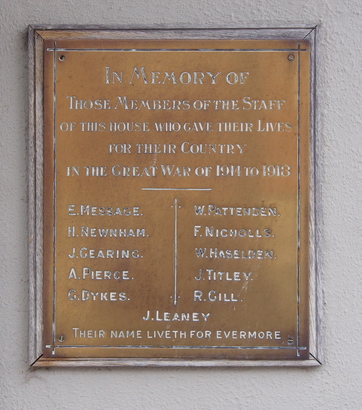 IN MEMORY OF
THOSE MEMBERS OF THE STAFF
OF THIS HOUSE WHO GAVE THEIR LIVES
FOR THEIR COUNTRY
IN THE GREAT WAR OF 1914 TO 1918
E. MESSAGE.
H. NEWNHAM.
J. GEARING.
A. PIERCE.
G. DYKES.
W. PATTENDEN.
F. NICHOLLS.
W. HASELDEN.
J. TITLEY.
R. GILL.
J. LEANEY
THEIR NAME LIVETH FOR EVERMORE